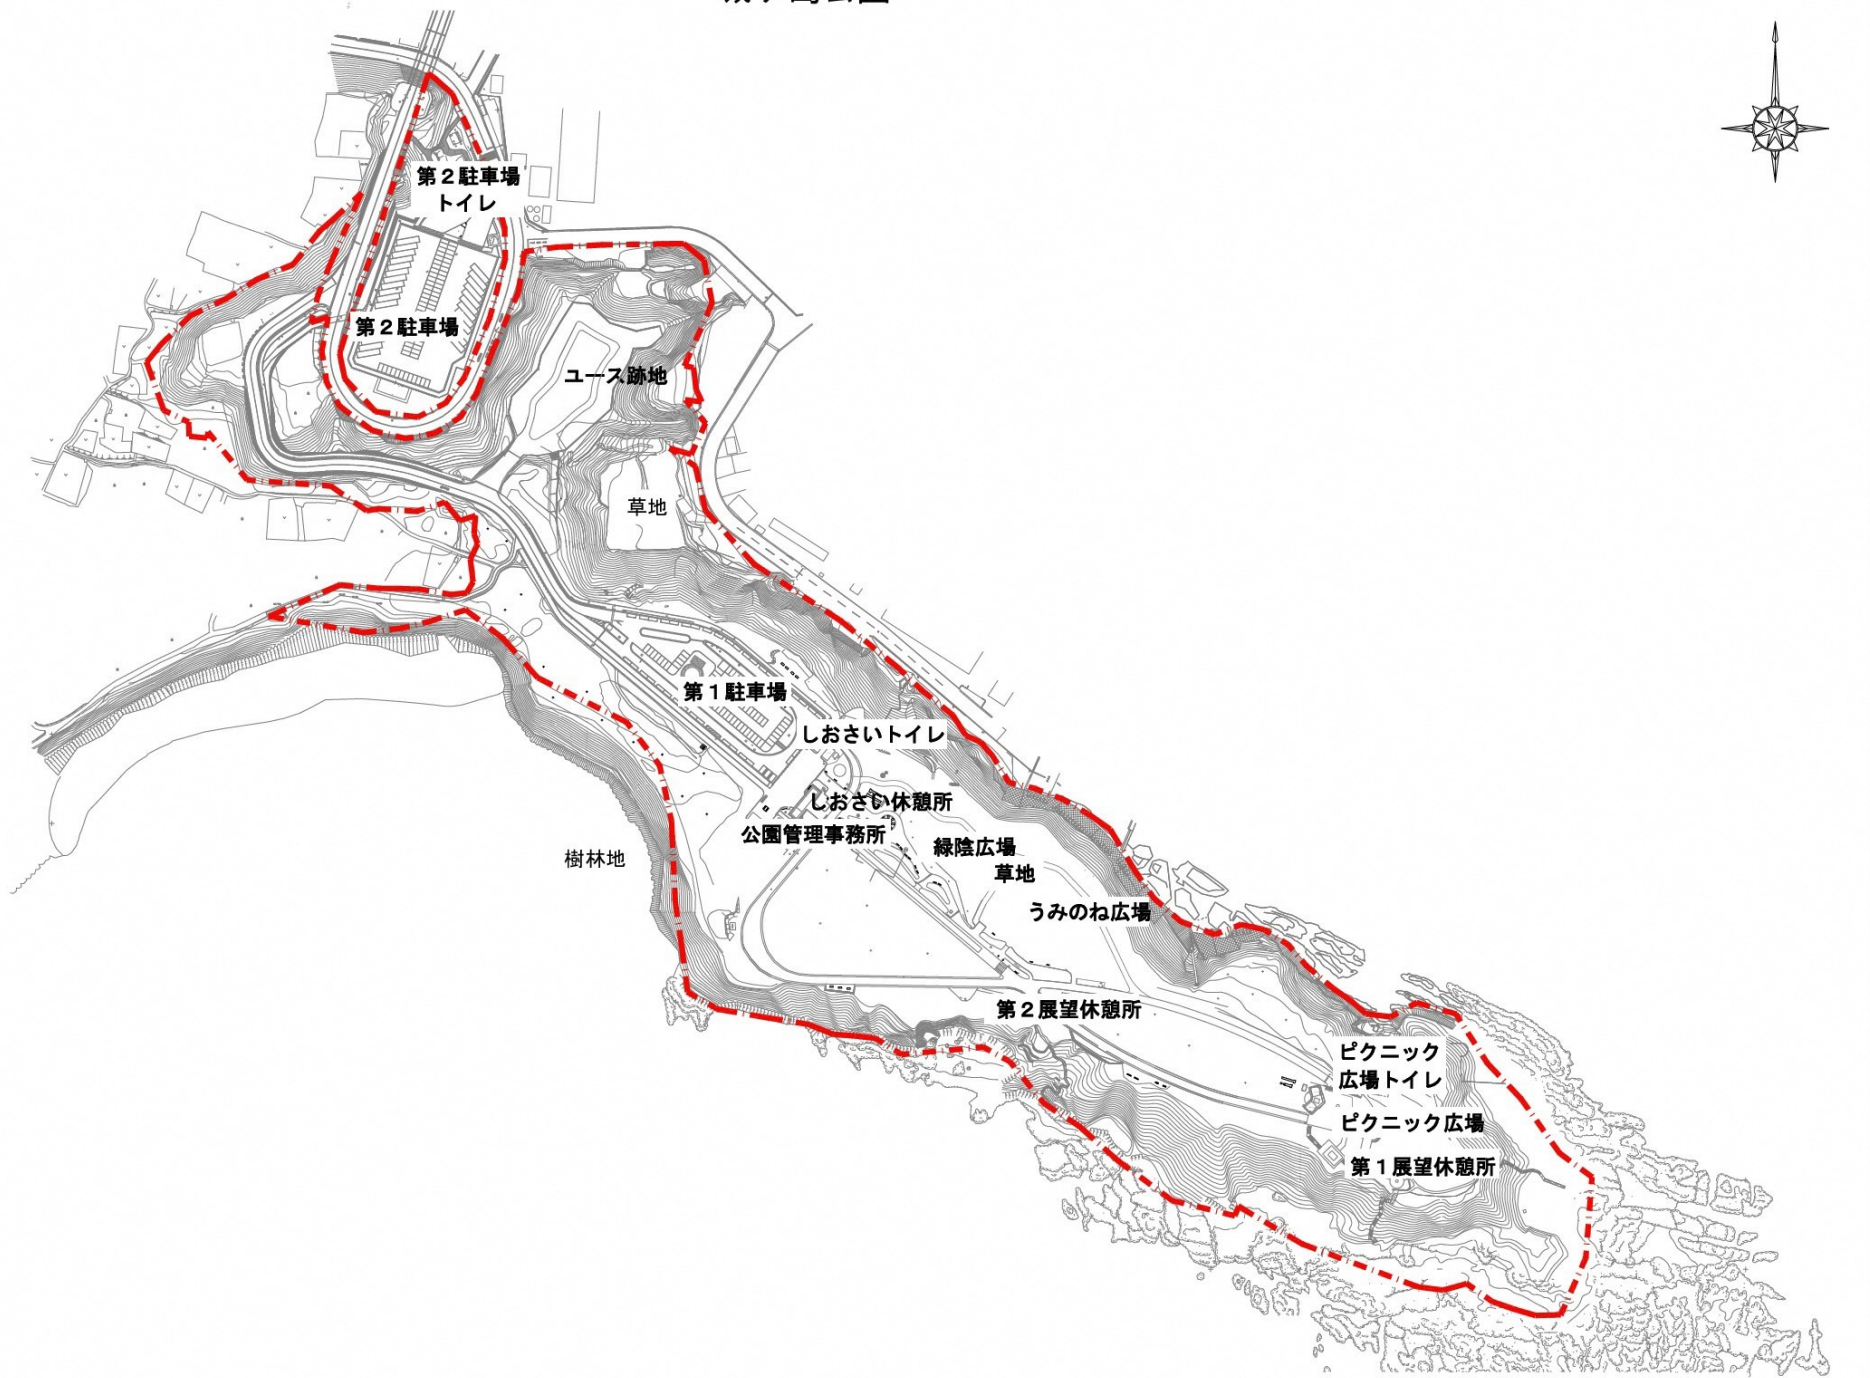 第２駐車場
トイレ
第２駐車場
ユース跡地
草地
第１駐車場
しおさいトイレ
しおさい休憩所
公園管理事務所
緑陰広場
草地
樹林地
うみのね広場
第２展望休憩所
ピクニック
広場トイレ
ピクニック広場
第１展望休憩所